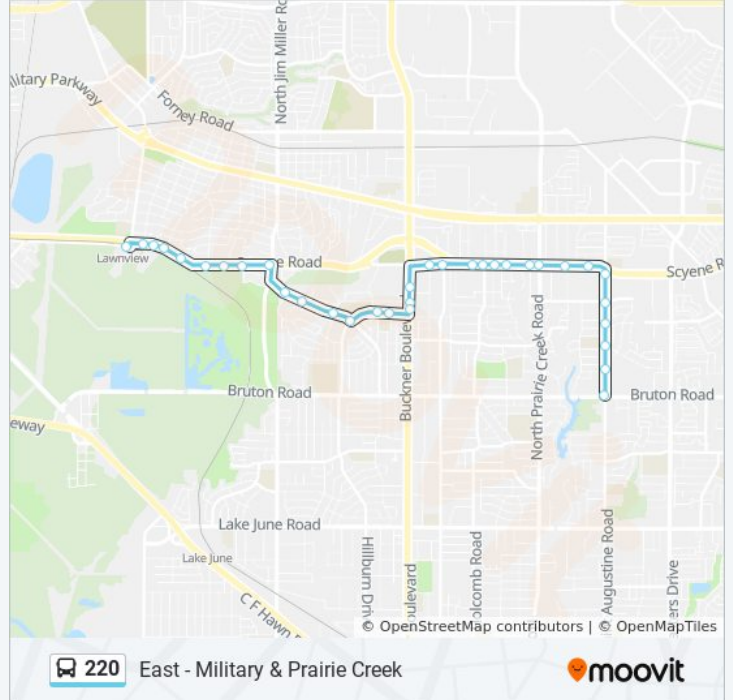 North Jim Miller Ro
ilitary Parkway
Forney Road
Lawnview
e Road
Scyene R
Buckner Boulev
North Prairie Creek Road
Bruton Road
Bruton Road
eway
Lake June Road
Lake June
C F Hawn F
Hillburn Driv
oulevard
olcomb Road
Augustine Road
ers Drive
© OpenStreetMap contributors | © OpenMapTiles
220 East - Military & Prairie Creek
moovit